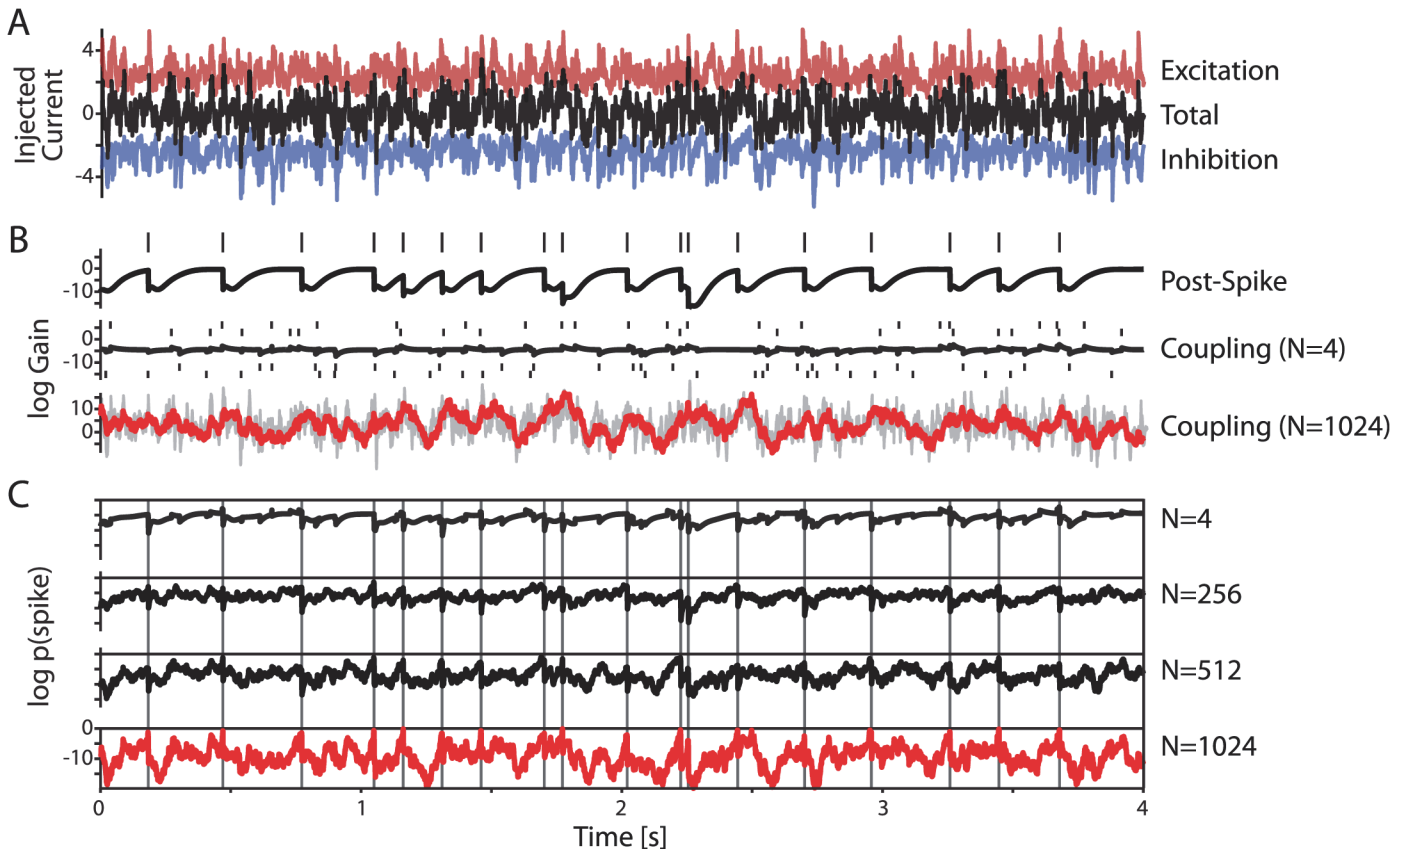 A
Injected
Current
4
0
-4
Excitation
Total
Inhibition
B
log Gain
0
-10
Post-Spike
0
-10
Coupling (N=4)
10
0
Coupling (N=1024)
C
log p(spike)
N=4
N=256
N=512
0
-10
N=1024
0
1
2
3
4
Time [s]